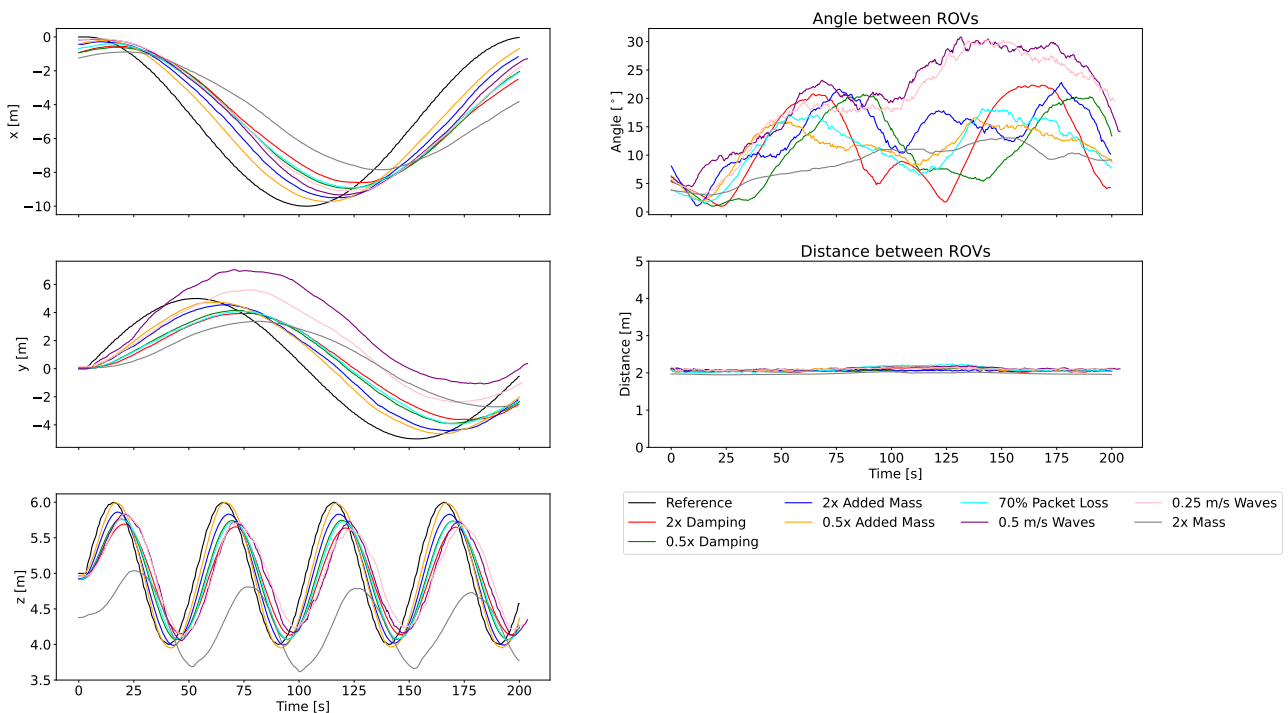 0
−2
−4
−6
−8
−10
x [m]
6
4
2
0
−2
−4
y [m]
6.0
5.5
5.0
4.5
4.0
3.5
z [m]
0 25 50 75 100 125 150 175 200
Time [s]
Angle between ROVs
30
25
20
15
10
5
0
Angle [°]
Distance between ROVs
5
4
3
2
1
0
Distance [m]
0 25 50 75 100 125 150 175 200
Time [s]
Reference
2x Damping
0.5x Damping
2x Added Mass
0.5x Added Mass
70% Packet Loss
0.5 m/s Waves
0.25 m/s Waves
2x Mass